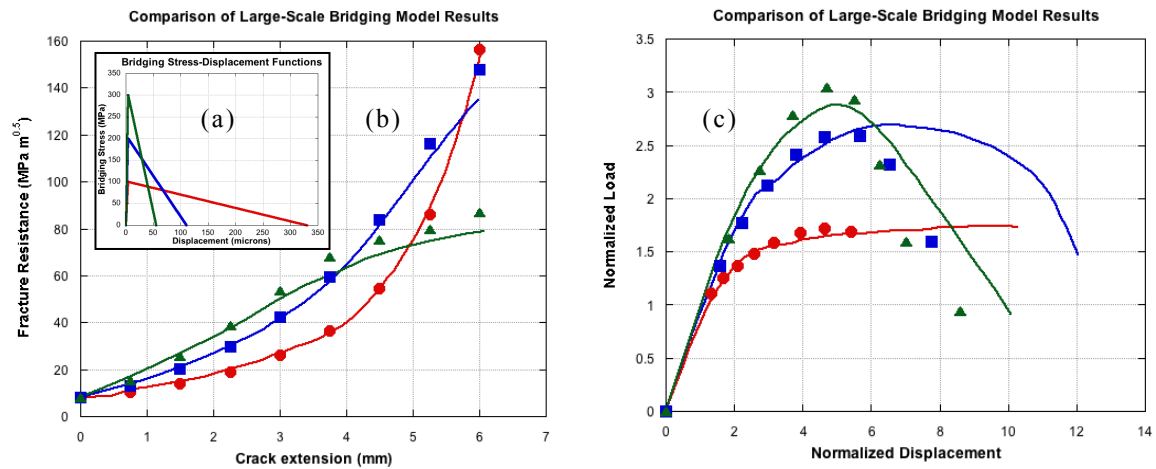 Comparison of Large-Scale Bridging Model Results
160
140
120
100
80
60
40
20
0
Fracture Resistance (MPa m^0.5)
0 1 2 3 4 5 6 7
Crack extension (mm)
Bridging Stress-Displacement Functions
350
300
250
200
150
100
50
0
Bridging Stress (MPa)
0 50 100 150 200 250 300 350
Displacement (microns)
(a)
(b)
Comparison of Large-Scale Bridging Model Results
3.5
3
2.5
2
1.5
1
0.5
0
Normalized Load
(c)
0 2 4 6 8 10 12 14
Normalized Displacement